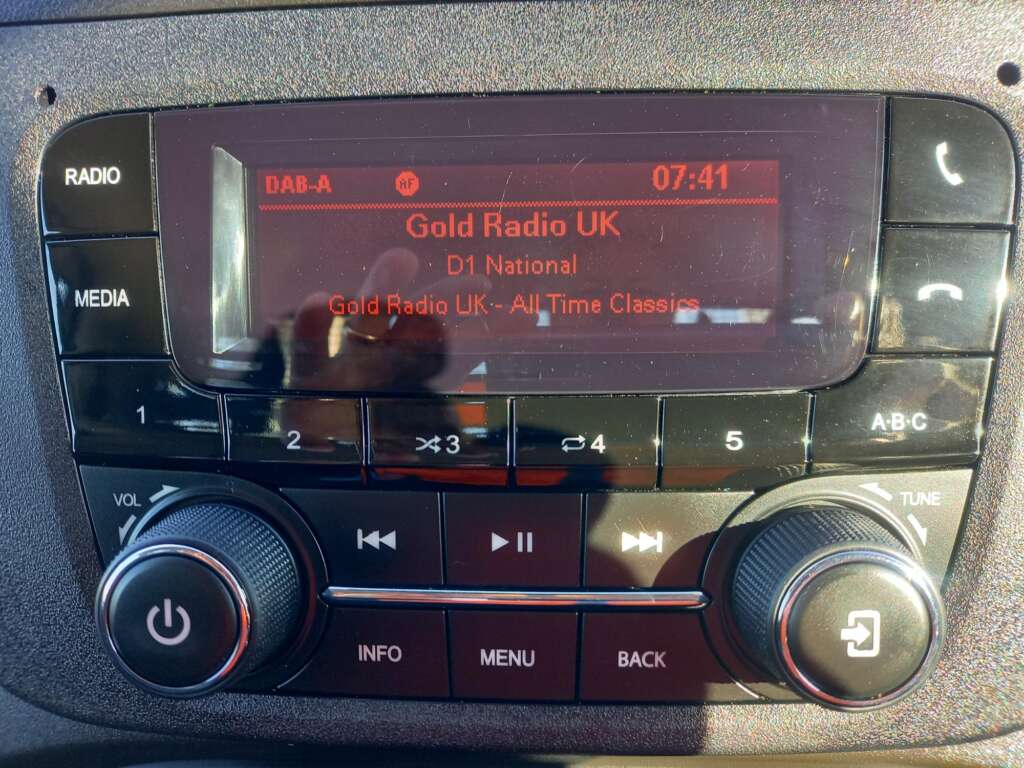 RADIO
DAB-A AF 07:41
Gold Radio UK
D1 National
Gold Radio UK - All Time Classics
MEDIA
1
2
3
4
5
A·B·C
VOL
TUNE
INFO
MENU
BACK